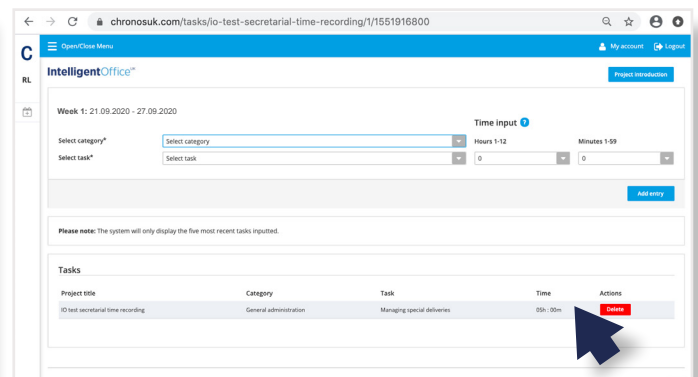 chronosuk.com/tasks/io-test-secretarial-time-recording/1/1551916800
C
Open/Close Menu
My account
Logout
RL
IntelligentOffice℠
Project introduction
Week 1: 21.09.2020 - 27.09.2020
Time input ?
Select category*
Select category
Hours 1-12
Minutes 1-59
Select task*
Select task
0
0
Add entry
Please note: The system will only display the five most recent tasks inputted.
Tasks
Project title Category Task Time Actions
IO test secretarial time recording General administration Managing special deliveries 05h : 00m Delete